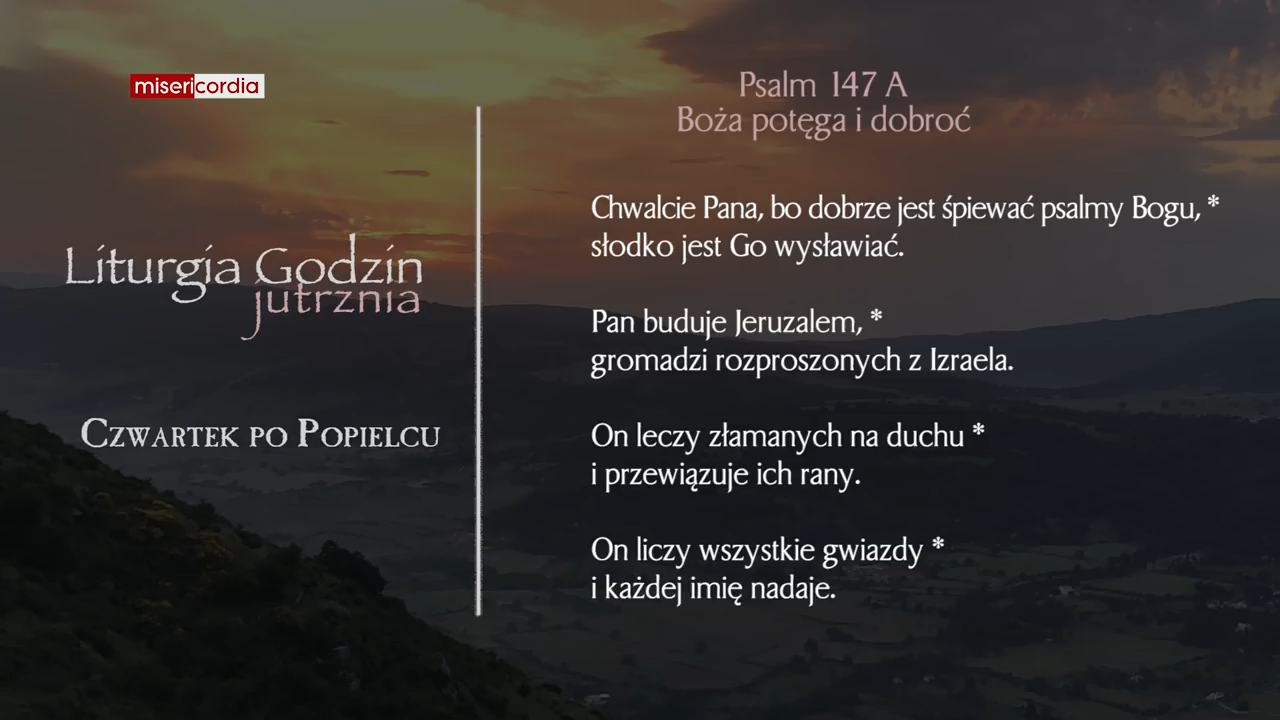 misericordia
Liturgia Godzin
jutrznia
Czwartek po Popielcu
Psalm 147 A
Boża potęga i dobroć
Chwalcie Pana, bo dobrze jest śpiewać psalmy Bogu, *
słodko jest Go wysławiać.
Pan buduje Jeruzalem, *
gromadzi rozproszonych z Izraela.
On leczy złamanych na duchu *
i przewiązuje ich rany.
On liczy wszystkie gwiazdy *
i każdej imię nadaje.